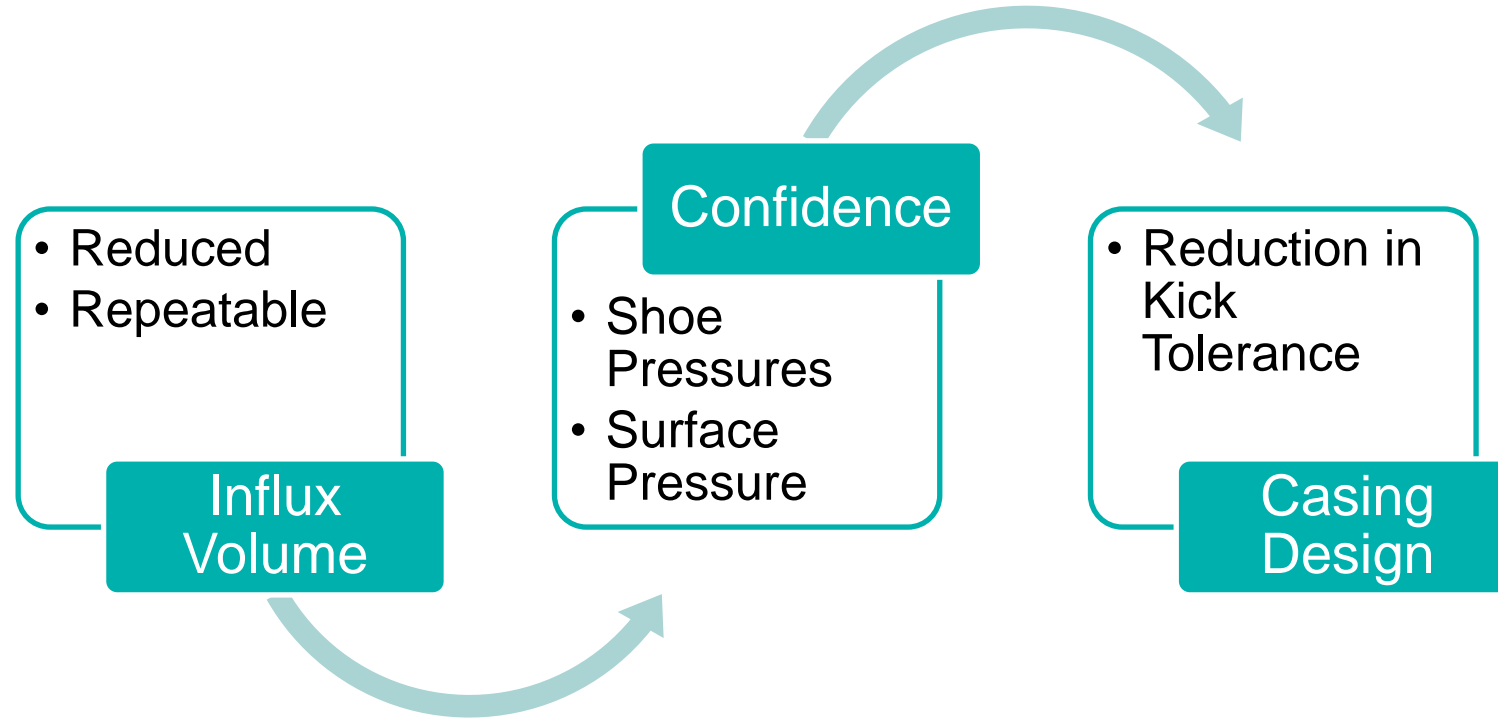 • Reduced
• Repeatable
Influx
Volume
Confidence
• Shoe
Pressures
• Surface
Pressure
• Reduction in
Kick
Tolerance
Casing
Design